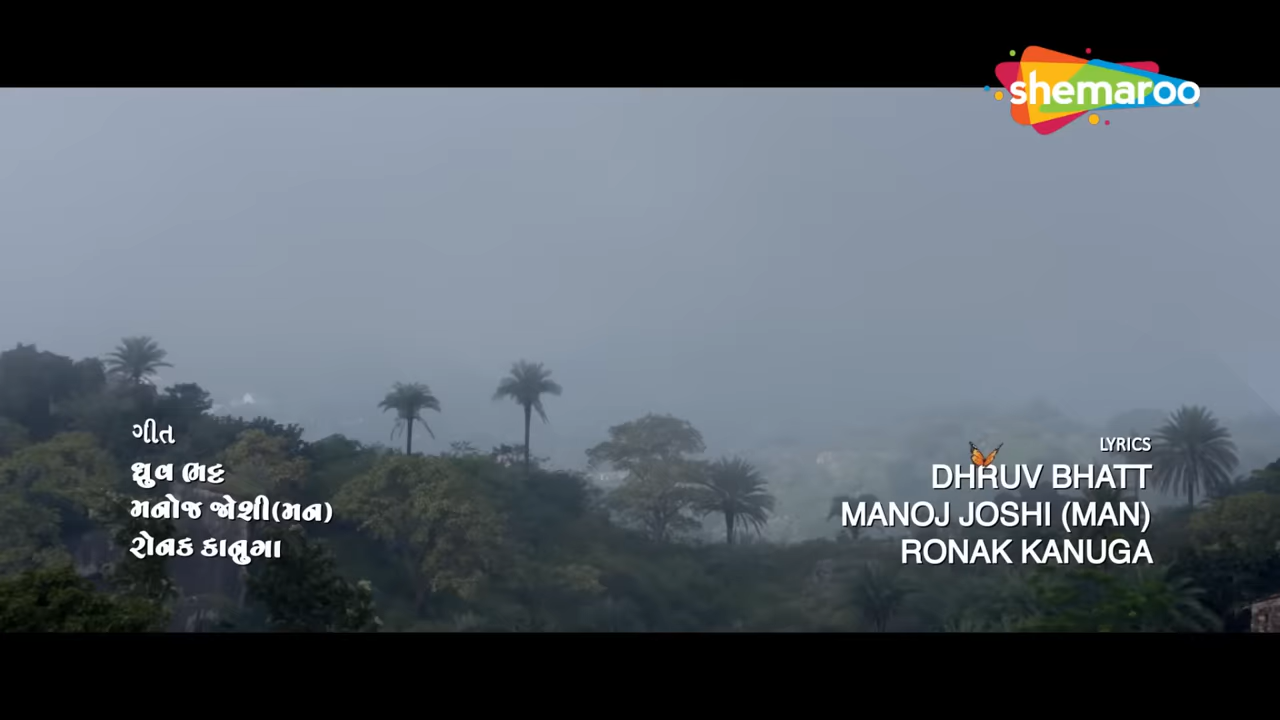 shemaroo
ગીત
ધ્રુવ ભટ્ટ
મનોજ જોશી(મન)
રોનક કાનુગા
LYRICS
DHRUV BHATT
MANOJ JOSHI (MAN)
RONAK KANUGA